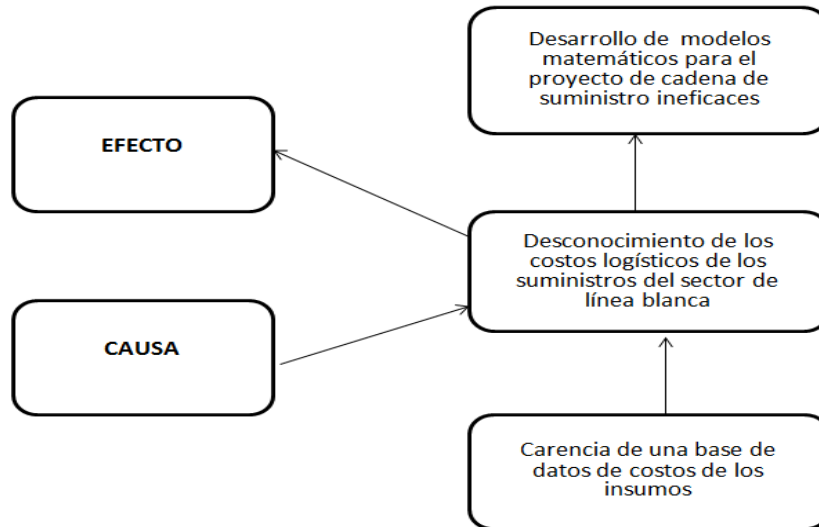 Desarrollo de modelos
matemáticos para el
proyecto de cadena de
suministro ineficaces
EFECTO
Desconocimiento de los
costos logísticos de los
suministros del sector de
línea blanca
CAUSA
Carencia de una base de
datos de costos de los
insumos